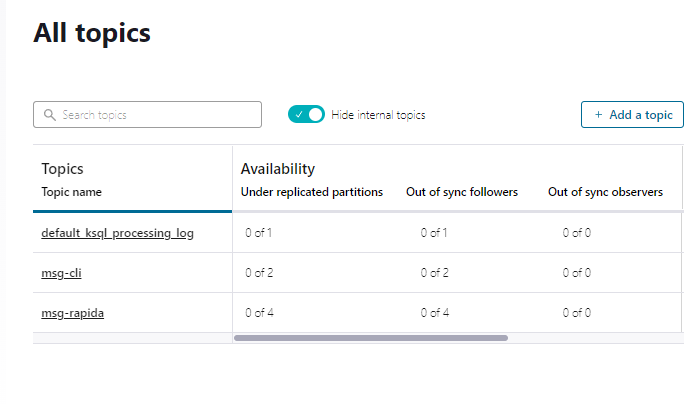 All topics
Search topics
Hide internal topics
+ Add a topic
Topics Availability
Topic name Under replicated partitions Out of sync followers Out of sync observers
default_ksql_processing_log 0 of 1 0 of 1 0 of 0
msg-cli 0 of 2 0 of 2 0 of 0
msg-rapida 0 of 4 0 of 4 0 of 0